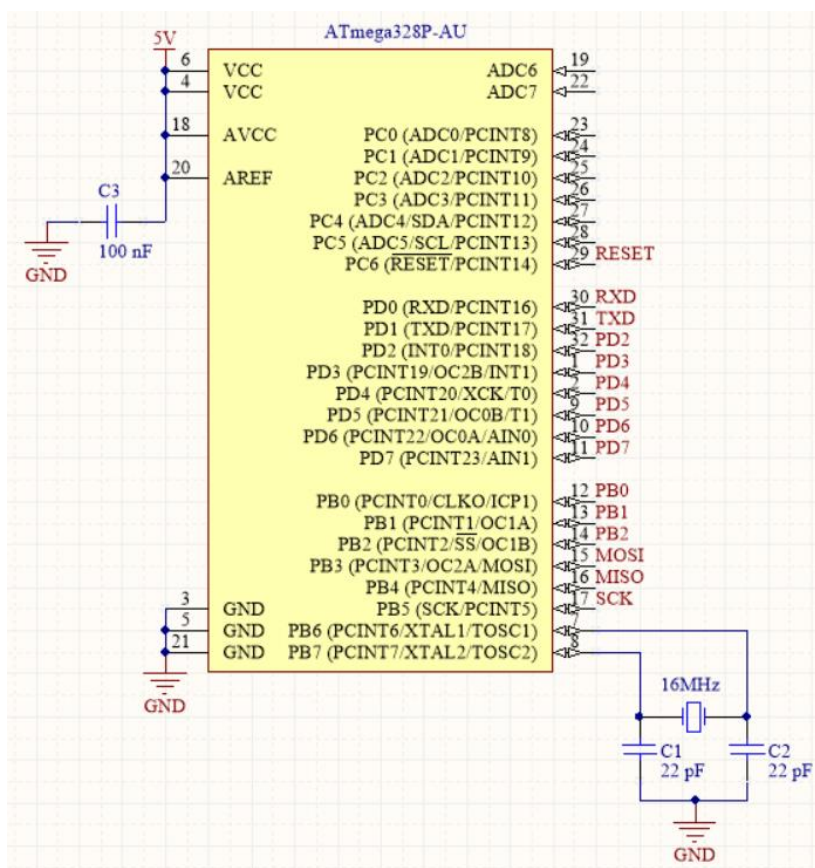 ATmega328P-AU
5V
6 VCC
4 VCC
18 AVCC
20 AREF
C3
100 nF
GND
3 GND
5 GND
21 GND
GND
ADC6 19
ADC7 22
PC0 (ADC0/PCINT8) 23
PC1 (ADC1/PCINT9) 24
PC2 (ADC2/PCINT10) 25
PC3 (ADC3/PCINT11) 26
PC4 (ADC4/SDA/PCINT12) 27
PC5 (ADC5/SCL/PCINT13) 28
PC6 (RESET/PCINT14) 29 RESET
PD0 (RXD/PCINT16) 30 RXD
PD1 (TXD/PCINT17) 31 TXD
PD2 (INT0/PCINT18) 32 PD2
PD3 (PCINT19/OC2B/INT1) 1 PD3
PD4 (PCINT20/XCK/T0) 2 PD4
PD5 (PCINT21/OC0B/T1) 9 PD5
PD6 (PCINT22/OC0A/AIN0) 10 PD6
PD7 (PCINT23/AIN1) 11 PD7
PB0 (PCINT0/CLKO/ICP1) 12 PB0
PB1 (PCINT1/OC1A) 13 PB1
PB2 (PCINT2/SS/OC1B) 14 PB2
PB3 (PCINT3/OC2A/MOSI) 15 MOSI
PB4 (PCINT4/MISO) 16 MISO
PB5 (SCK/PCINT5) 17 SCK
PB6 (PCINT6/XTAL1/TOSC1) 7
PB7 (PCINT7/XTAL2/TOSC2) 8
16MHz
C1
22 pF
C2
22 pF
GND